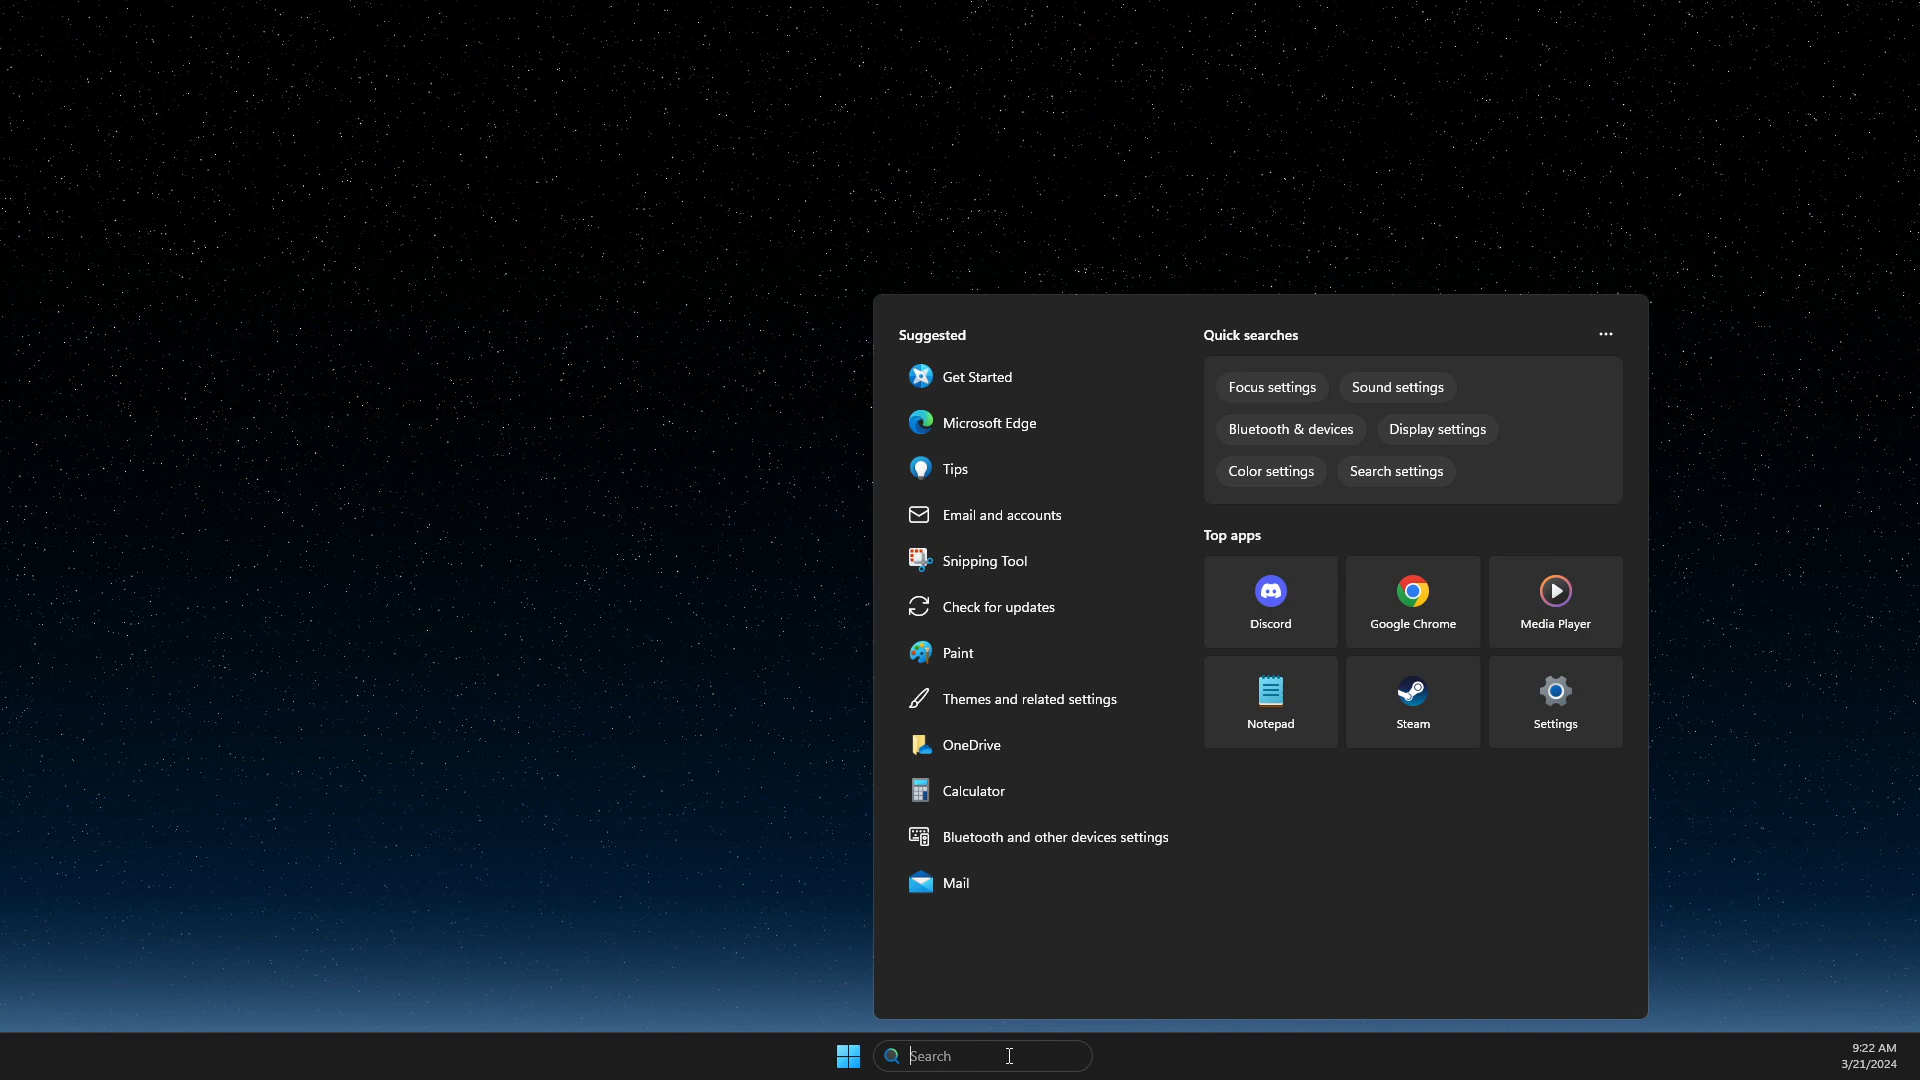 Suggested
Get Started
Microsoft Edge
Tips
Email and accounts
Snipping Tool
Check for updates
Paint
Themes and related settings
OneDrive
Calculator
Bluetooth and other devices settings
Mail
Quick searches
Focus settings
Sound settings
Bluetooth & devices
Display settings
Color settings
Search settings
Top apps
Discord
Google Chrome
Media Player
Notepad
Steam
Settings
Search
9:22 AM
3/21/2024